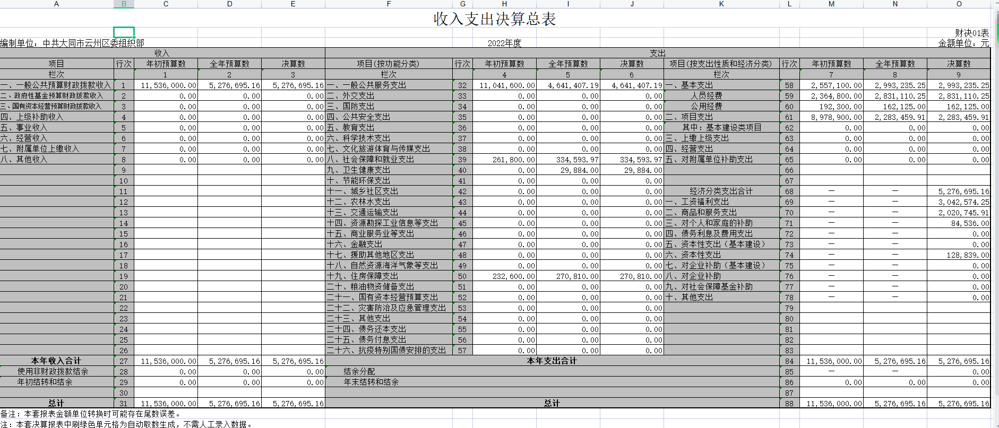 A B C D E F G H I J K L M N O
收入支出决算总表
财决01表
编制单位：中共大同市云州区委组织部 2022年度 金额单位：元
收入 支出
项目 行次 年初预算数 全年预算数 决算数 项目(按功能分类) 行次 年初预算数 全年预算数 决算数 项目(按支出性质和经济分类) 行次 年初预算数 全年预算数 决算数
栏次 1 2 3 栏次 4 5 6 栏次 7 8 9
一、一般公共预算财政拨款收入 1 11,536,000.00 5,276,695.16 5,276,695.16 一、一般公共服务支出 32 11,041,600.00 4,641,407.19 4,641,407.19 一、基本支出 58 2,557,100.00 2,993,235.25 2,993,235.25
二、政府性基金预算财政拨款收入 2 0.00 0.00 0.00 二、外交支出 33 0.00 0.00 0.00 人员经费 59 2,364,800.00 2,831,110.25 2,831,110.25
三、国有资本经营预算财政拨款收入 3 0.00 0.00 0.00 三、国防支出 34 0.00 0.00 0.00 公用经费 60 192,300.00 162,125.00 162,125.00
四、上级补助收入 4 0.00 0.00 0.00 四、公共安全支出 35 0.00 0.00 0.00 二、项目支出 61 8,978,900.00 2,283,459.91 2,283,459.91
五、事业收入 5 0.00 0.00 0.00 五、教育支出 36 0.00 0.00 0.00 其中：基本建设类项目 62 0.00 0.00 0.00
六、经营收入 6 0.00 0.00 0.00 六、科学技术支出 37 0.00 0.00 0.00 三、上缴上级支出 63 0.00 0.00 0.00
七、附属单位上缴收入 7 0.00 0.00 0.00 七、文化旅游体育与传媒支出 38 0.00 0.00 0.00 四、经营支出 64 0.00 0.00 0.00
八、其他收入 8 0.00 0.00 0.00 八、社会保障和就业支出 39 261,800.00 334,593.97 334,593.97 五、对附属单位补助支出 65 0.00 0.00 0.00
9 九、卫生健康支出 40 0.00 29,884.00 29,884.00 66
10 十、节能环保支出 41 0.00 0.00 0.00 67
11 十一、城乡社区支出 42 0.00 0.00 0.00 经济分类支出合计 68 — — 5,276,695.16
12 十二、农林水支出 43 0.00 0.00 0.00 一、工资福利支出 69 — — 3,042,574.25
13 十三、交通运输支出 44 0.00 0.00 0.00 二、商品和服务支出 70 — — 2,020,745.91
14 十四、资源勘探工业信息等支出 45 0.00 0.00 0.00 三、对个人和家庭的补助 71 — — 84,536.00
15 十五、商业服务业等支出 46 0.00 0.00 0.00 四、债务利息及费用支出 72 — — 0.00
16 十六、金融支出 47 0.00 0.00 0.00 五、资本性支出（基本建设） 73 — — 0.00
17 十七、援助其他地区支出 48 0.00 0.00 0.00 六、资本性支出 74 — — 128,839.00
18 十八、自然资源海洋气象等支出 49 0.00 0.00 0.00 七、对企业补助（基本建设） 75 — — 0.00
19 十九、住房保障支出 50 232,600.00 270,810.00 270,810.00 八、对企业补助 76 — — 0.00
20 二十、粮油物资储备支出 51 0.00 0.00 0.00 九、对社会保障基金补助 77 — — 0.00
21 二十一、国有资本经营预算支出 52 0.00 0.00 0.00 十、其他支出 78 — — 0.00
22 二十二、灾害防治及应急管理支出 53 0.00 0.00 0.00 79
23 二十三、其他支出 54 0.00 0.00 0.00 80
24 二十四、债务还本支出 55 0.00 0.00 0.00 81
25 二十五、债务付息支出 56 0.00 0.00 0.00 82
26 二十六、抗疫特别国债安排的支出 57 0.00 0.00 0.00 83
本年收入合计 27 11,536,000.00 5,276,695.16 5,276,695.16 本年支出合计 84 11,536,000.00 5,276,695.16 5,276,695.16
使用非财政拨款结余 28 0.00 0.00 0.00 结余分配 85 — — 0.00
年初结转和结余 29 0.00 0.00 0.00 年末结转和结余 86 0.00 0.00 0.00
30 87
总计 31 11,536,000.00 5,276,695.16 5,276,695.16 总计 88 11,536,000.00 5,276,695.16 5,276,695.16
备注：本套报表金额单位转换时可能存在尾数误差。
注：本套决算报表中刷绿色单元格为自动取数生成，不需人工录入数据。